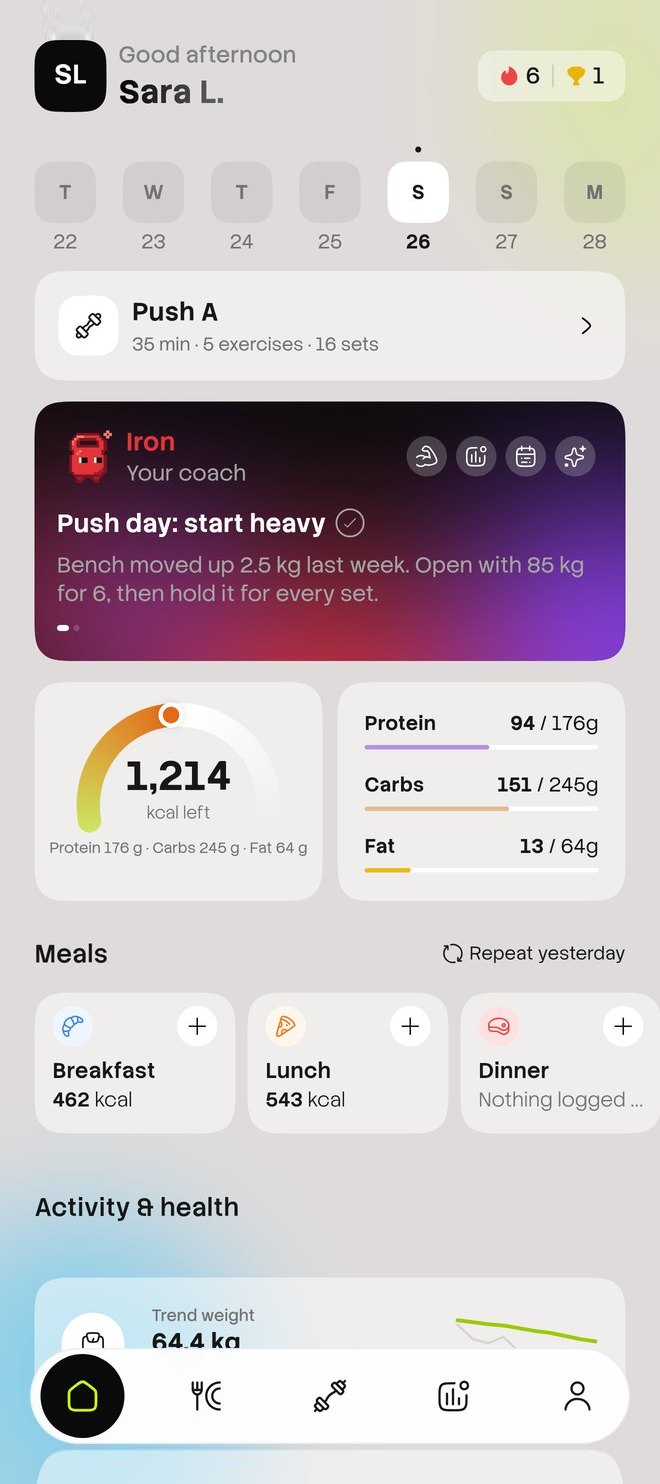 SL
Good afternoon
Sara L.
6
1
T W T F S S M
22 23 24 25 26 27 28
Push A
35 min · 5 exercises · 16 sets
Iron
Your coach
Push day: start heavy
Bench moved up 2.5 kg last week. Open with 85 kg
for 6, then hold it for every set.
1,214
kcal left
Protein 176 g · Carbs 245 g · Fat 64 g
Protein 94 / 176g
Carbs 151 / 245g
Fat 13 / 64g
Meals
Repeat yesterday
Breakfast
462 kcal
Lunch
543 kcal
Dinner
Nothing logged ...
Activity & health
Trend weight
64.4 kg